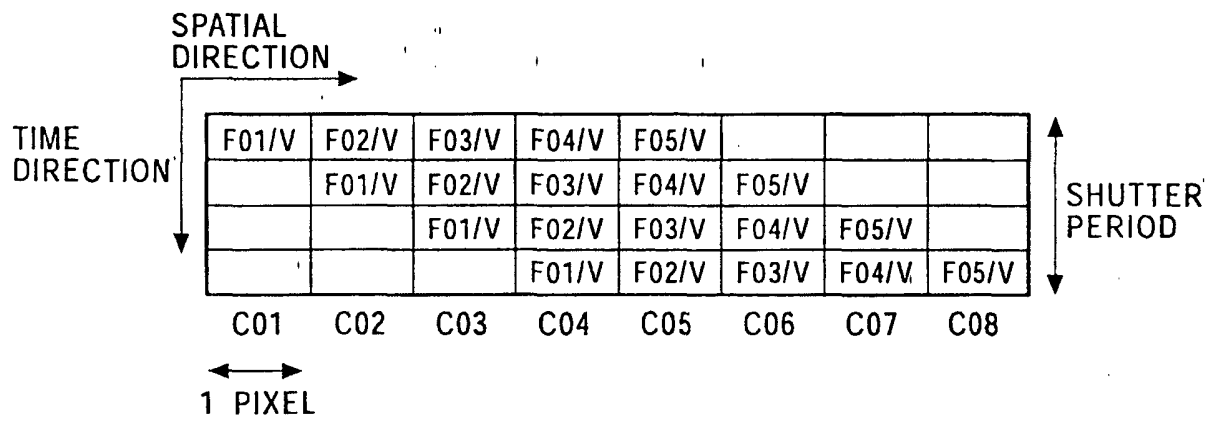 SPATIAL
DIRECTION
TIME
DIRECTION
F01/V F02/V F03/V F04/V F05/V
F01/V F02/V F03/V F04/V F05/V
F01/V F02/V F03/V F04/V F05/V
F01/V F02/V F03/V F04/V F05/V
SHUTTER
PERIOD
C01 C02 C03 C04 C05 C06 C07 C08
1 PIXEL